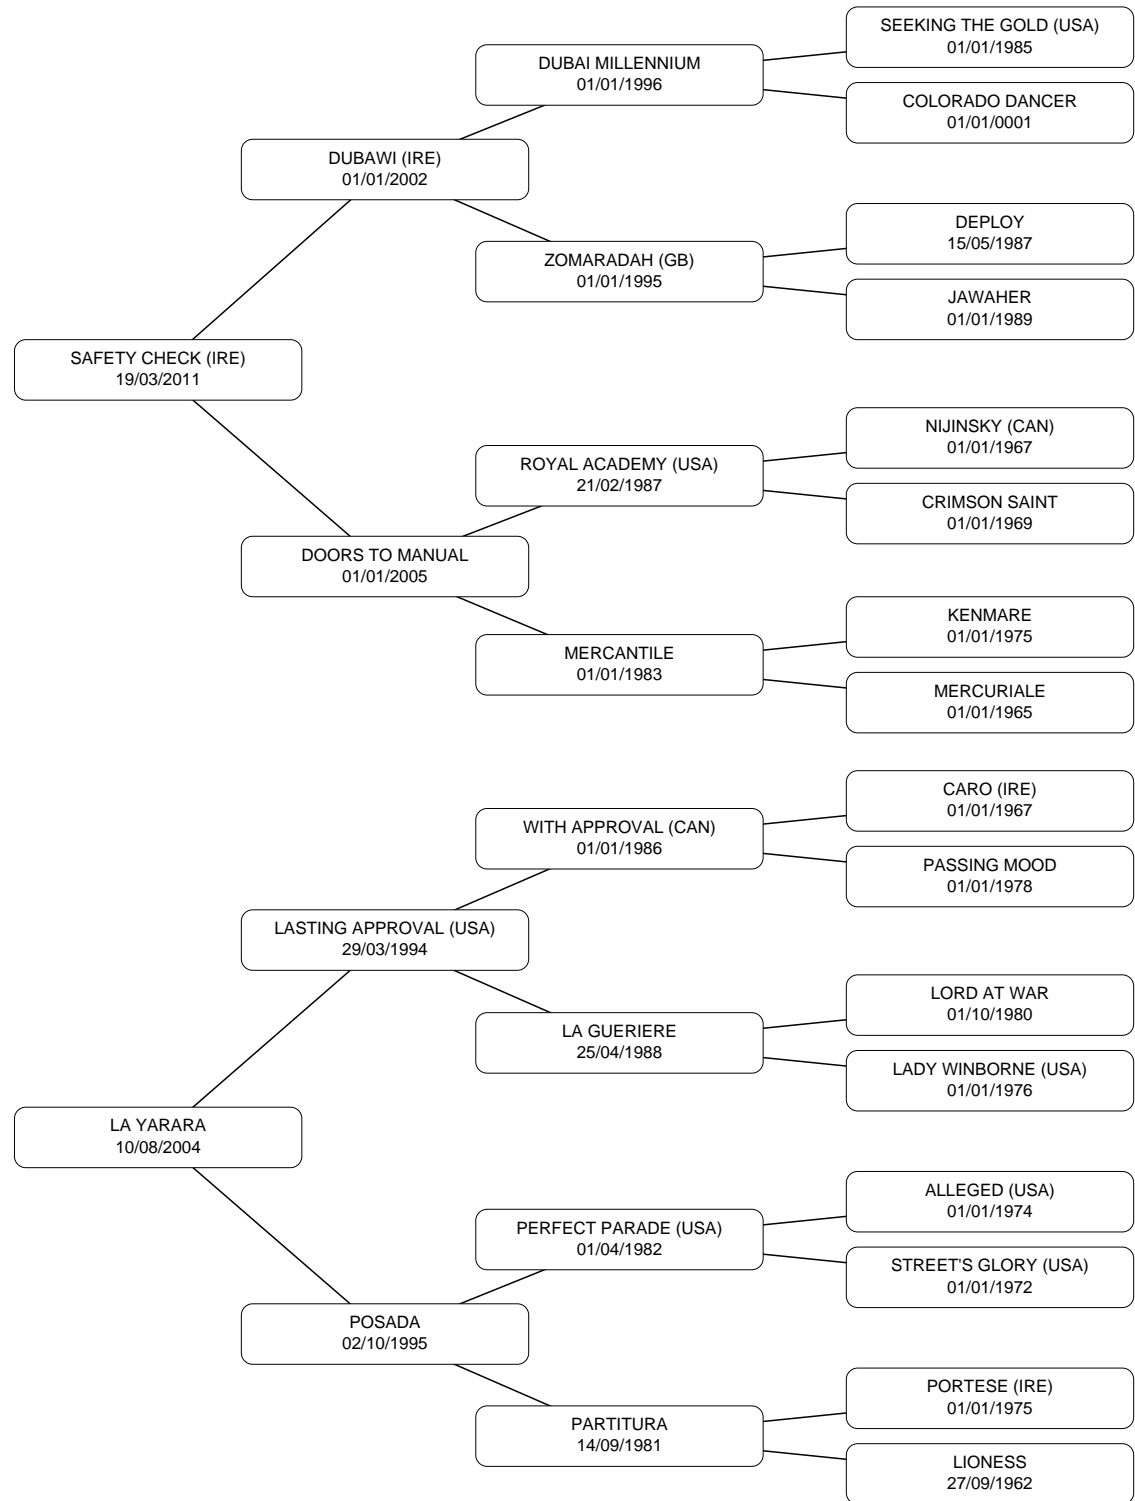 SEEKING THE GOLD (USA)
01/01/1985
DUBAI MILLENNIUM
01/01/1996
COLORADO DANCER
01/01/0001
DUBAWI (IRE)
01/01/2002
DEPLOY
15/05/1987
ZOMARADAH (GB)
01/01/1995
JAWAHER
01/01/1989
SAFETY CHECK (IRE)
19/03/2011
NIJINSKY (CAN)
01/01/1967
ROYAL ACADEMY (USA)
21/02/1987
CRIMSON SAINT
01/01/1969
DOORS TO MANUAL
01/01/2005
KENMARE
01/01/1975
MERCANTILE
01/01/1983
MERCURIALE
01/01/1965
CARO (IRE)
01/01/1967
WITH APPROVAL (CAN)
01/01/1986
PASSING MOOD
01/01/1978
LASTING APPROVAL (USA)
29/03/1994
LORD AT WAR
01/10/1980
LA GUERIERE
25/04/1988
LADY WINBORNE (USA)
01/01/1976
LA YARARA
10/08/2004
ALLEGED (USA)
01/01/1974
PERFECT PARADE (USA)
01/04/1982
STREET'S GLORY (USA)
01/01/1972
POSADA
02/10/1995
PORTESE (IRE)
01/01/1975
PARTITURA
14/09/1981
LIONESS
27/09/1962